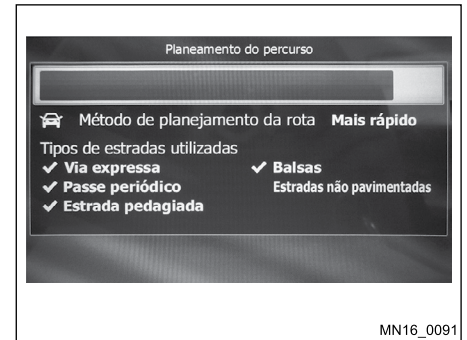 Planeamento do percurso
Método de planejamento da rota Mais rápido
Tipos de estradas utilizadas
Via expressa Balsas
Passe periódico Estradas não pavimentadas
Estrada pedagiada
MN16_0091